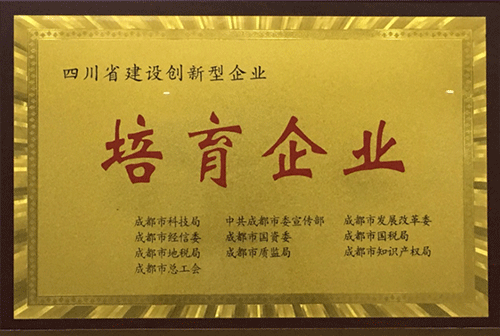 四川省建设创新型企业
培育企业
成都市科技局 中共成都市委宣传部 成都市发展改革委
成都市经信委 成都市国资委 成都市国税局
成都市地税局 成都市质监局 成都市知识产权局
成都市总工会